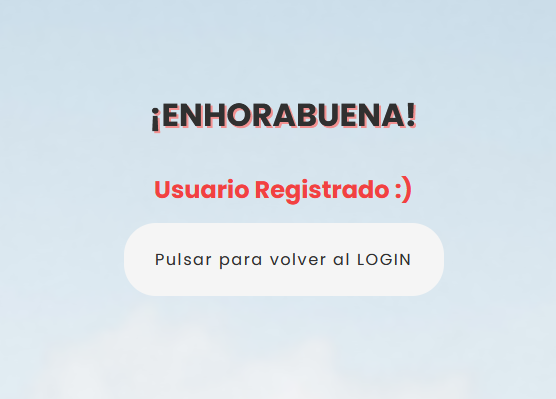 ¡ENHORABUENA!
Usuario Registrado :)
Pulsar para volver al LOGIN